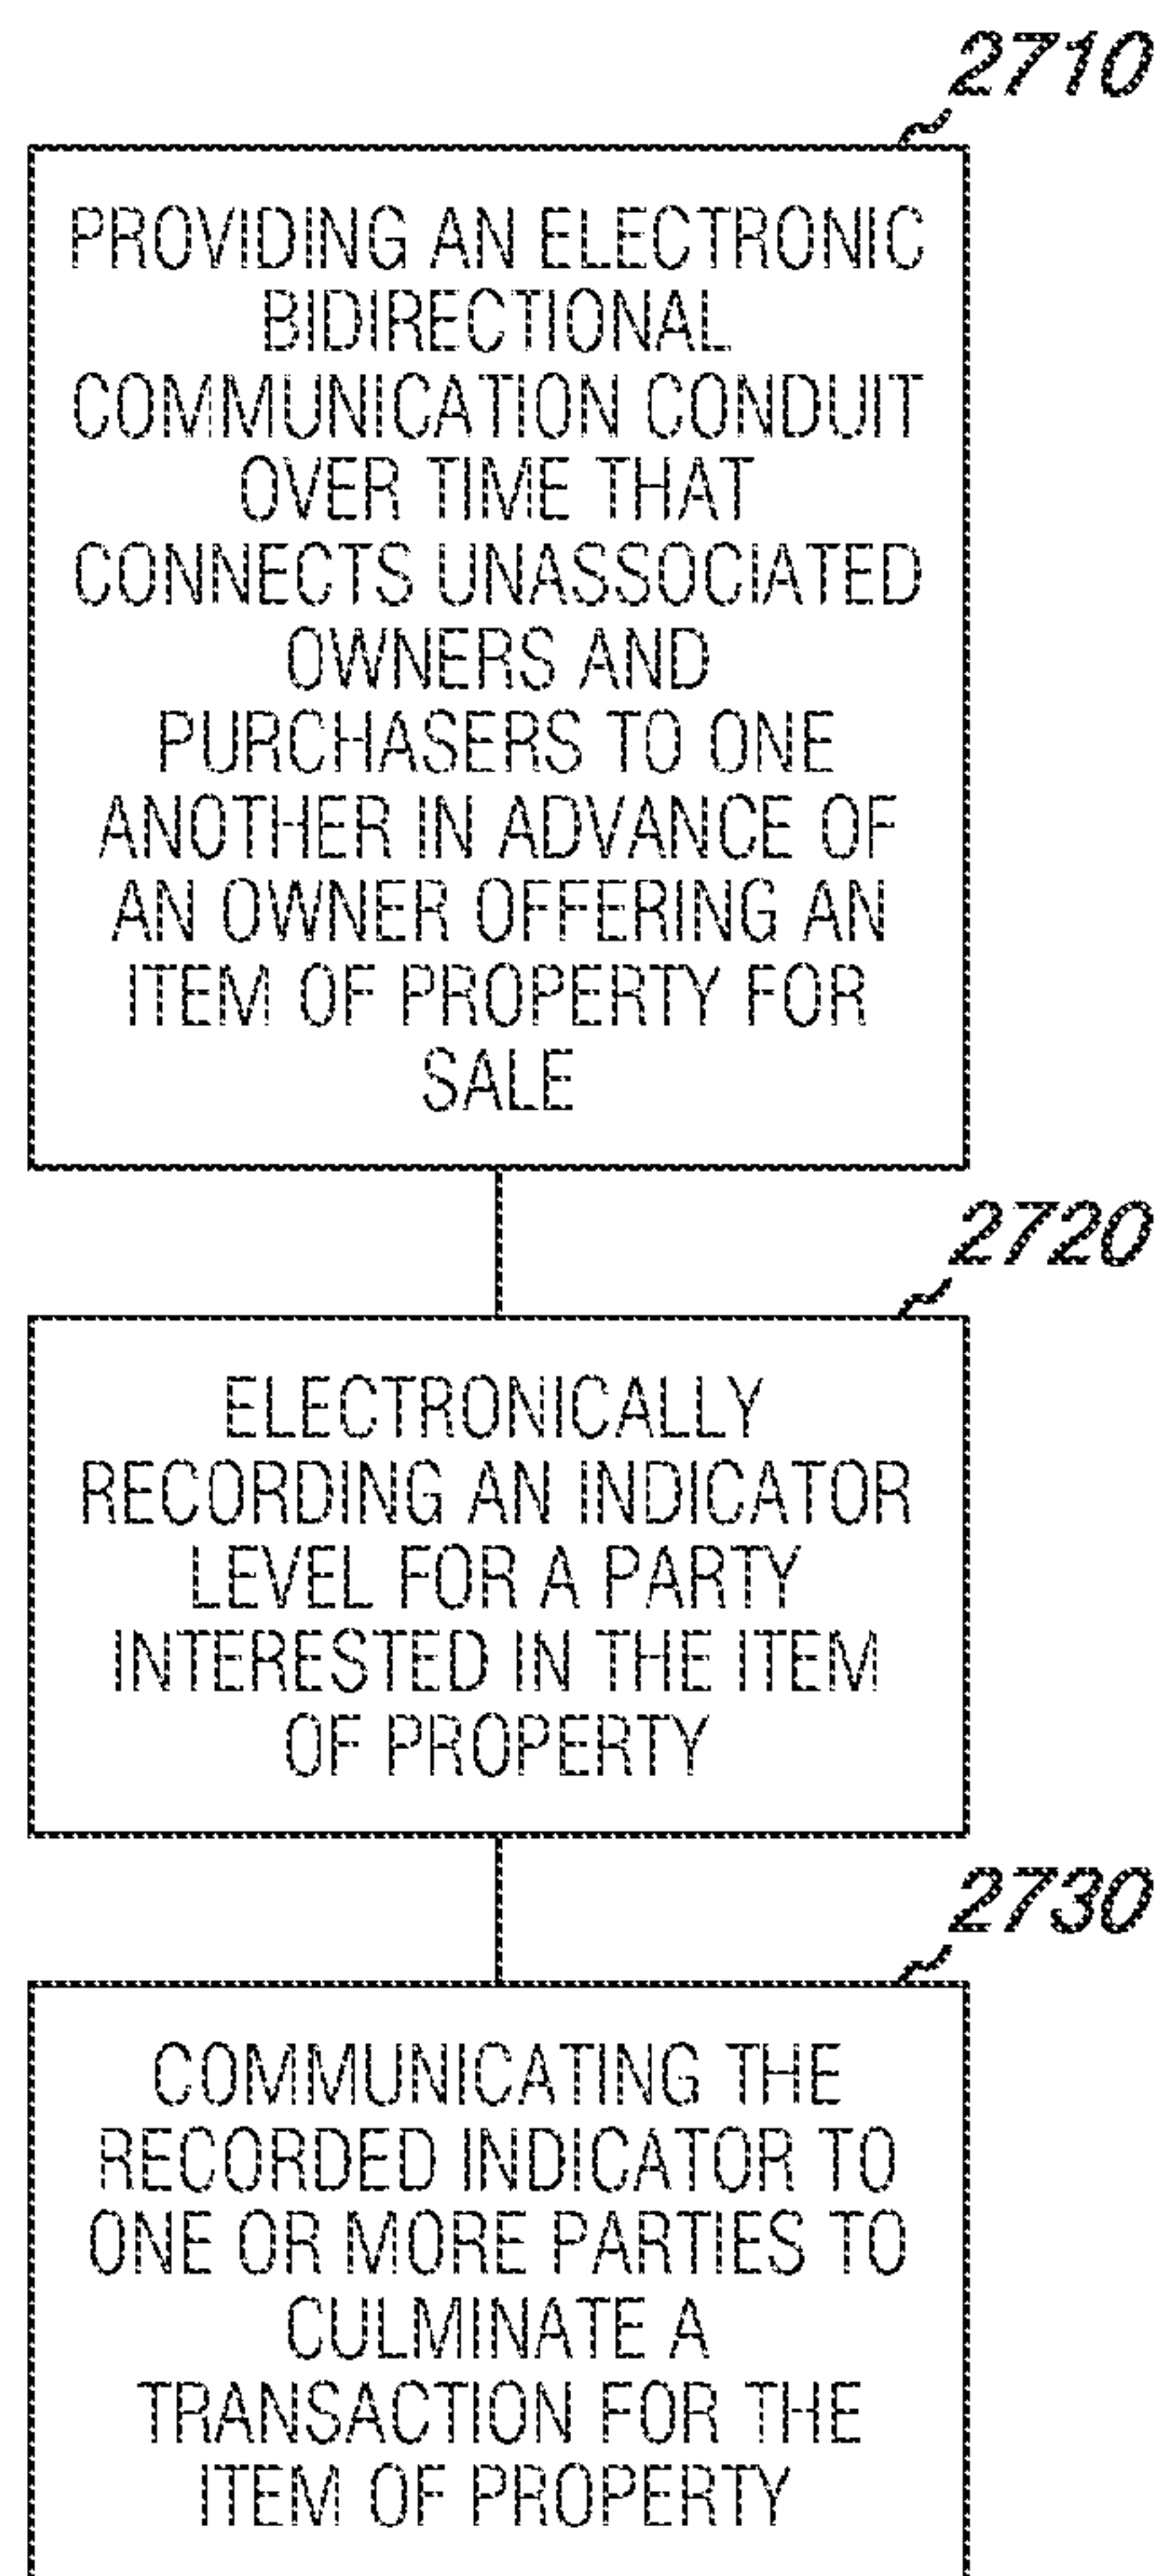 2710
PROVIDING AN ELECTRONIC
BIDIRECTIONAL
COMMUNICATION CONDUIT
OVER TIME THAT
CONNECTS UNASSOCIATED
OWNERS AND
PURCHASERS TO ONE
ANOTHER IN ADVANCE OF
AN OWNER OFFERING AN
ITEM OF PROPERTY FOR
SALE
2720
ELECTRONICALLY
RECORDING AN INDICATOR
LEVEL FOR A PARTY
INTERESTED IN THE ITEM
OF PROPERTY
2730
COMMUNICATING THE
RECORDED INDICATOR TO
ONE OR MORE PARTIES TO
CULMINATE A
TRANSACTION FOR THE
ITEM OF PROPERTY